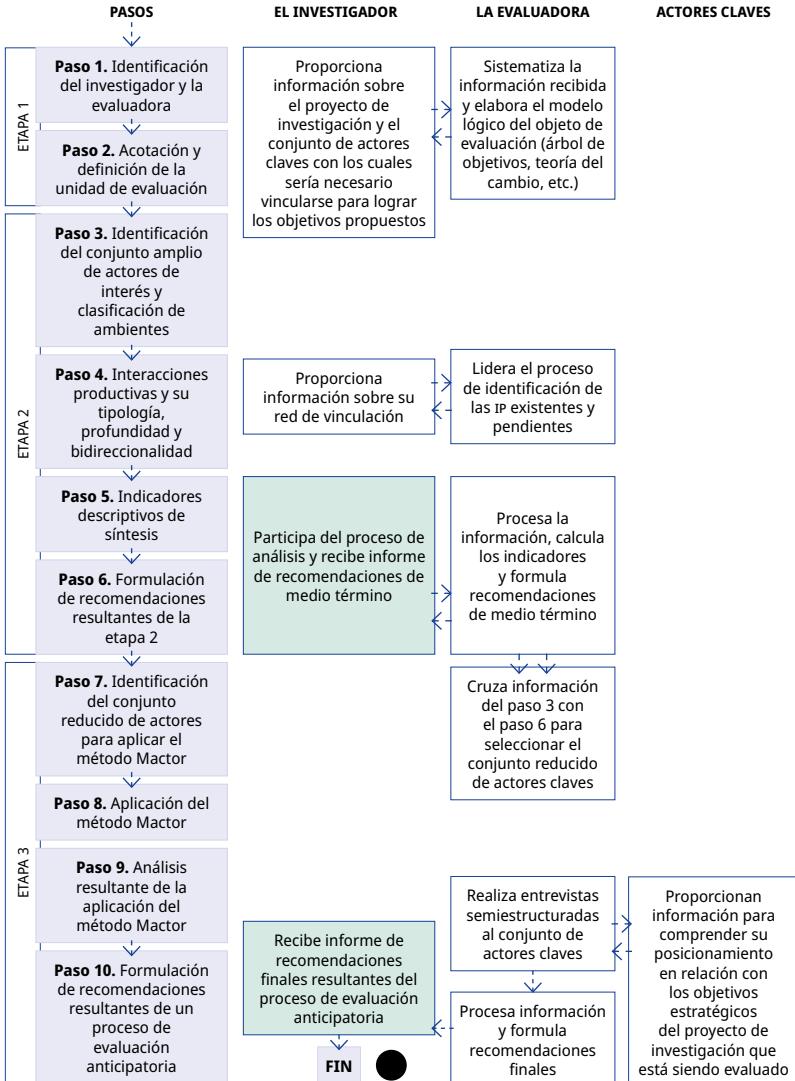 PASOS
EL INVESTIGADOR
LA EVALUADORA
ACTORES CLAVES
ETAPA 1
Paso 1. Identificación
del investigador y la
evaluadora
Paso 2. Acotación y
definición de la
unidad de evaluación
Proporciona
información sobre
el proyecto de
investigación y el
conjunto de actores
claves con los cuales
sería necesario
vincularse para lograr
los objetivos propuestos
Sistematiza la
información recibida
y elabora el modelo
lógico del objeto de
evaluación (árbol de
objetivos, teoría del
cambio, etc.)
ETAPA 2
Paso 3. Identificación
del conjunto amplio
de actores de
interés y
clasificación de
ambientes
Paso 4. Interacciones
productivas y su
tipología,
profundidad y
bidireccionalidad
Proporciona
información sobre su
red de vinculación
Lidera el proceso
de identificación de
las IP existentes y
pendientes
Paso 5. Indicadores
descriptivos de
síntesis
Paso 6. Formulación
de recomendaciones
resultantes de la
etapa 2
Participa del proceso de
análisis y recibe informe
de recomendaciones de
medio término
Procesa la
información, calcula
los indicadores
y formula
recomendaciones
de medio término
ETAPA 3
Paso 7. Identificación
del conjunto
reducido de actores
para aplicar el
método Mactor
Cruza información
del paso 3 con
el paso 6 para
seleccionar el
conjunto reducido
de actores claves
Paso 8. Aplicación del
método Mactor
Paso 9. Análisis
resultante de la
aplicación del
método Mactor
Paso 10. Formulación
de recomendaciones
resultantes de un
proceso de
evaluación
anticipatoria
Recibe informe de
recomendaciones
finales resultantes del
proceso de evaluación
anticipatoria
FIN
Realiza entrevistas
semiestructuradas
al conjunto de
actores claves
Procesa información
y formula
recomendaciones
finales
Proporcionan
información para
comprender su
posicionamiento
en relación con
los objetivos
estratégicos
del proyecto de
investigación que
está siendo evaluado